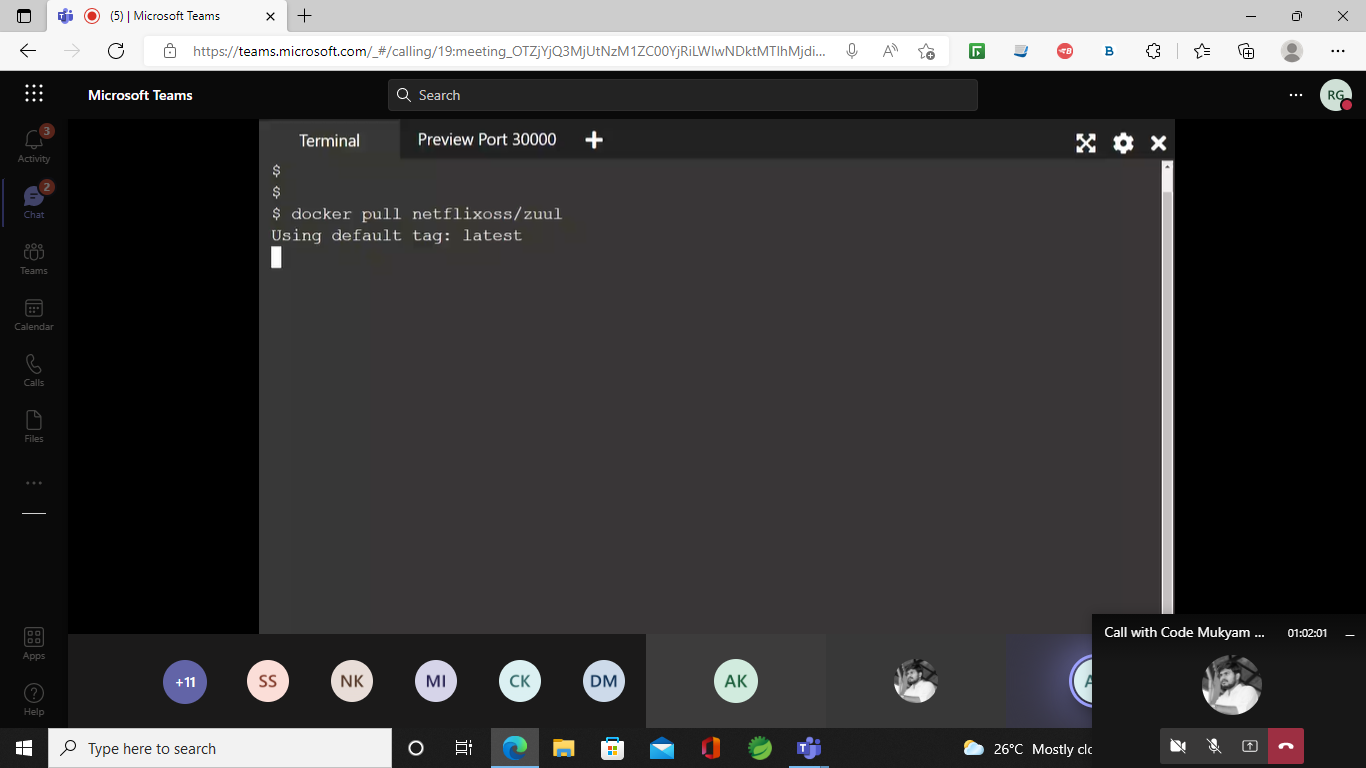 (5) | Microsoft Teams
https://teams.microsoft.com/_#/calling/19:meeting_OTZjYjQ3MjUtNzM1ZC00YjRiLWIwNDktMTlhMjdi...
Microsoft Teams
Search
RG
3
Activity
2
Chat
Teams
Calendar
Calls
Files
Apps
Help
Terminal
Preview Port 30000
$
$
$ docker pull netflixoss/zuul
Using default tag: latest
+11
SS
NK
MI
CK
DM
AK
A
Call with Code Mukyam ...
01:02:01
Type here to search
26°C Mostly clo